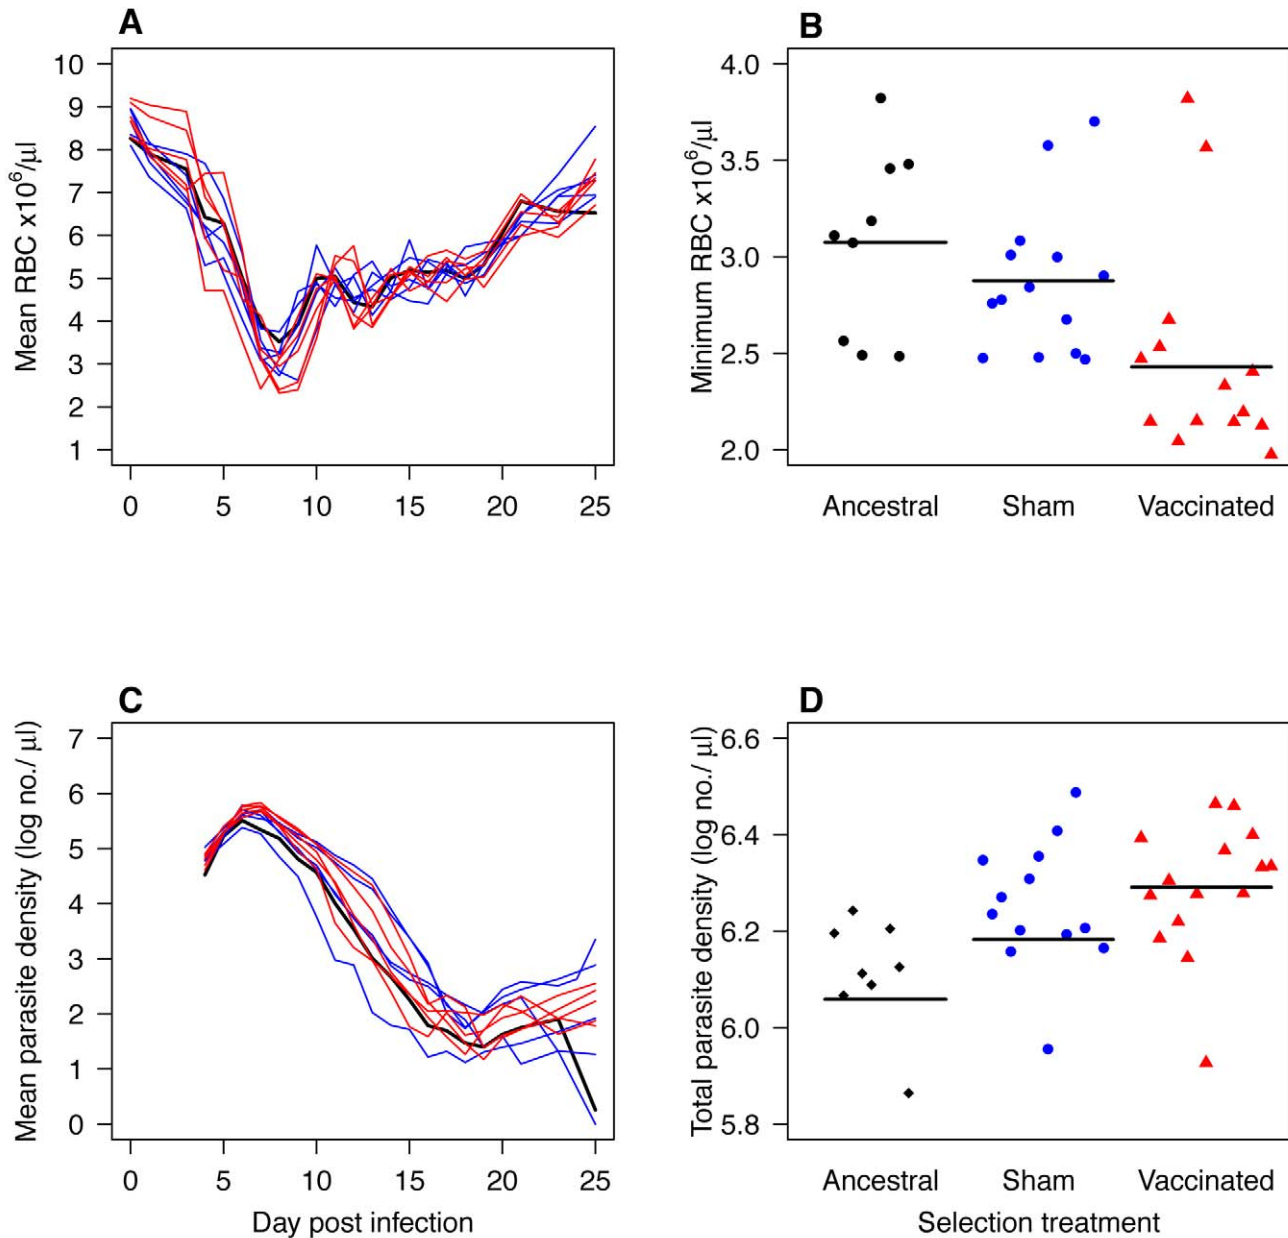 A
Mean RBC x10⁶/μl
10
9
8
7
6
5
4
3
2
1
0 5 10 15 20 25
B
Minimum RBC x10⁶/μl
4.0
3.5
3.0
2.5
2.0
Ancestral Sham Vaccinated
C
Mean parasite density (log no./ μl)
7
6
5
4
3
2
1
0
0 5 10 15 20 25
Day post infection
D
Total parasite density (log no./ μl)
6.6
6.4
6.2
6.0
5.8
Ancestral Sham Vaccinated
Selection treatment